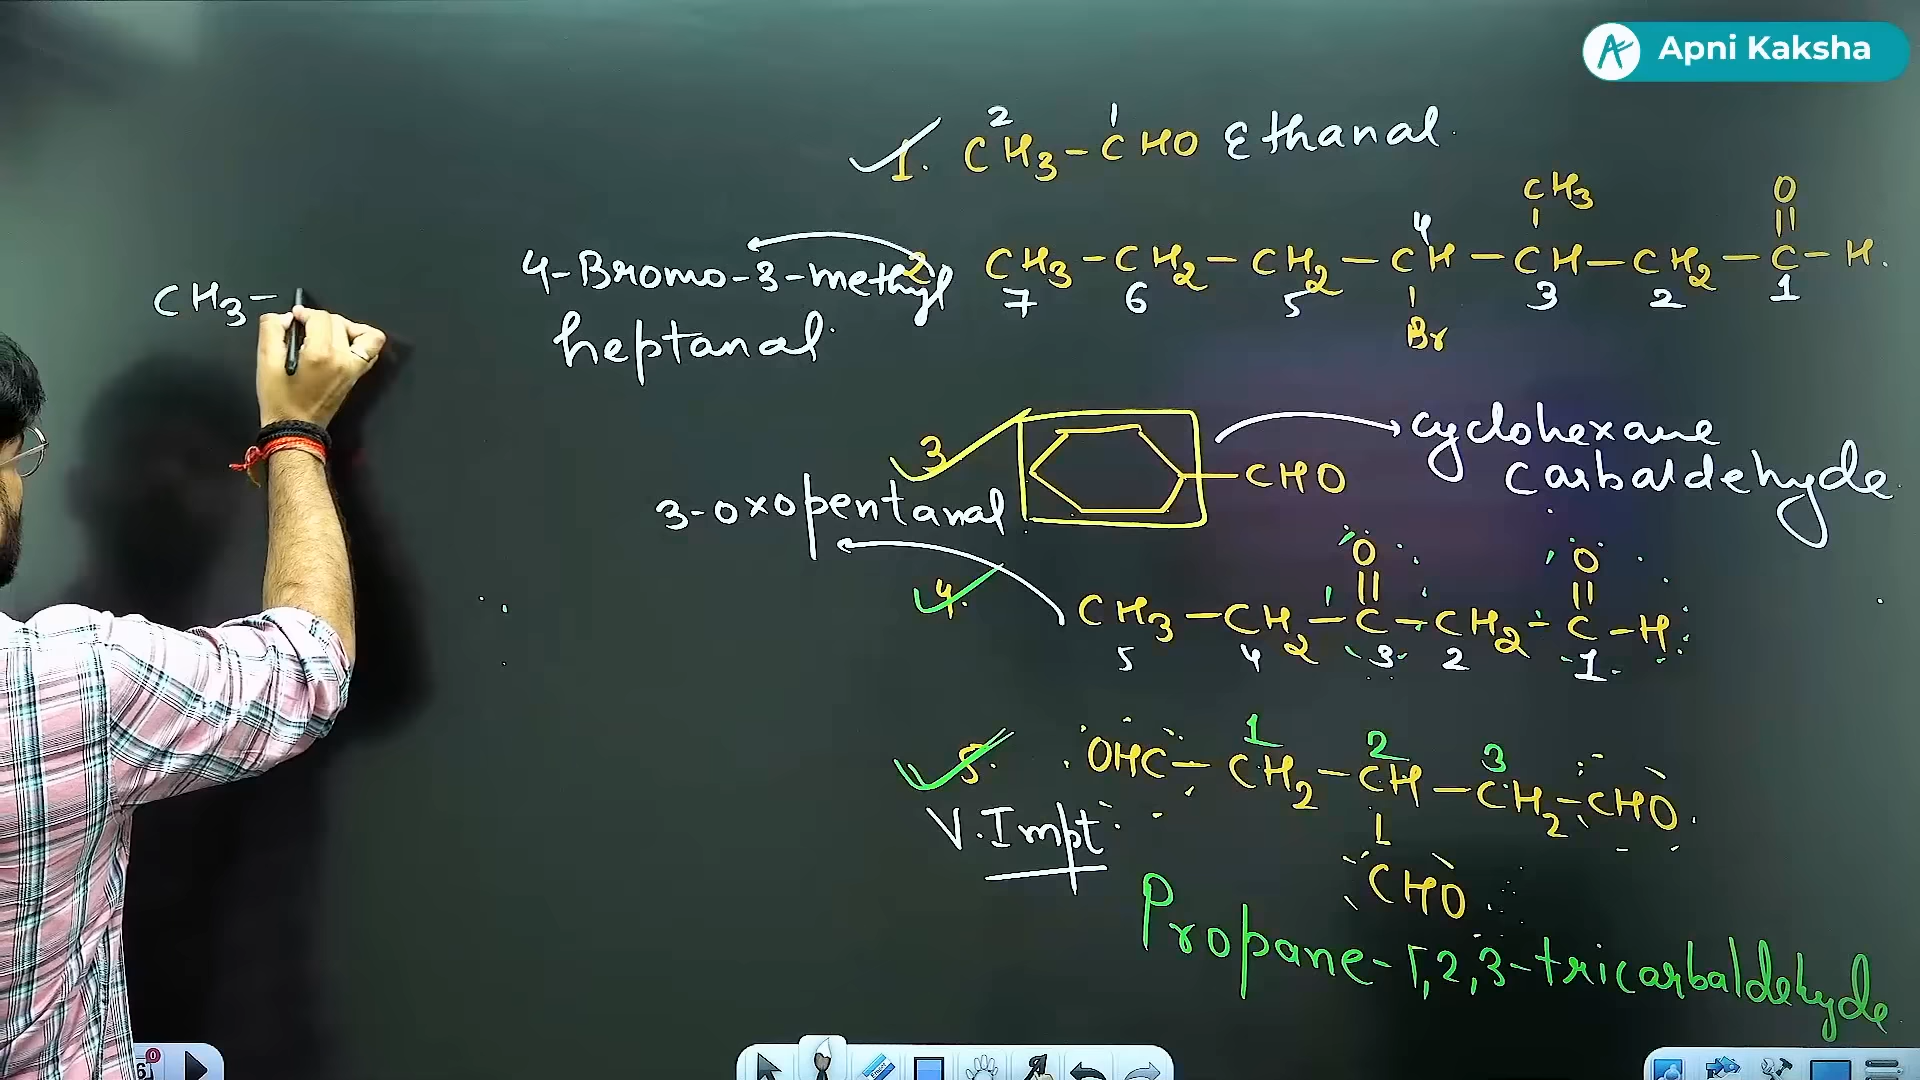 Apni Kaksha
2 1
1. CH3-CHO Ethanal
CH3 O
4
2 CH3-CH2-CH2-CH-CH-CH2-C-H
7 6 5 3 2 1
Br
4-Bromo-3-methyl
heptanal
CH3-
3 CHO
cyclohexane
carbaldehyde
3-oxopentanal
O O
4. CH3-CH2-C-CH2-C-H
5 4 3 2 1
1 2 3
5. OHC-CH2-CH-CH2-CHO
CHO
V.Impt
Propane-1,2,3-tricarbaldehyde